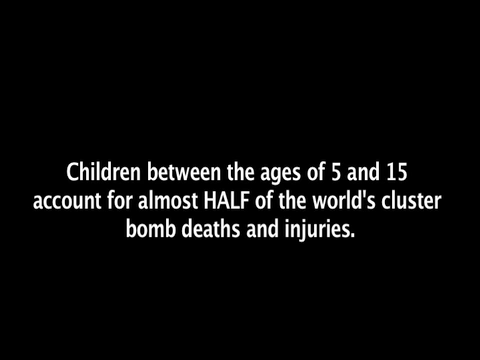 Children between the ages of 5 and 15
account for almost HALF of the world's cluster
bomb deaths and injuries.